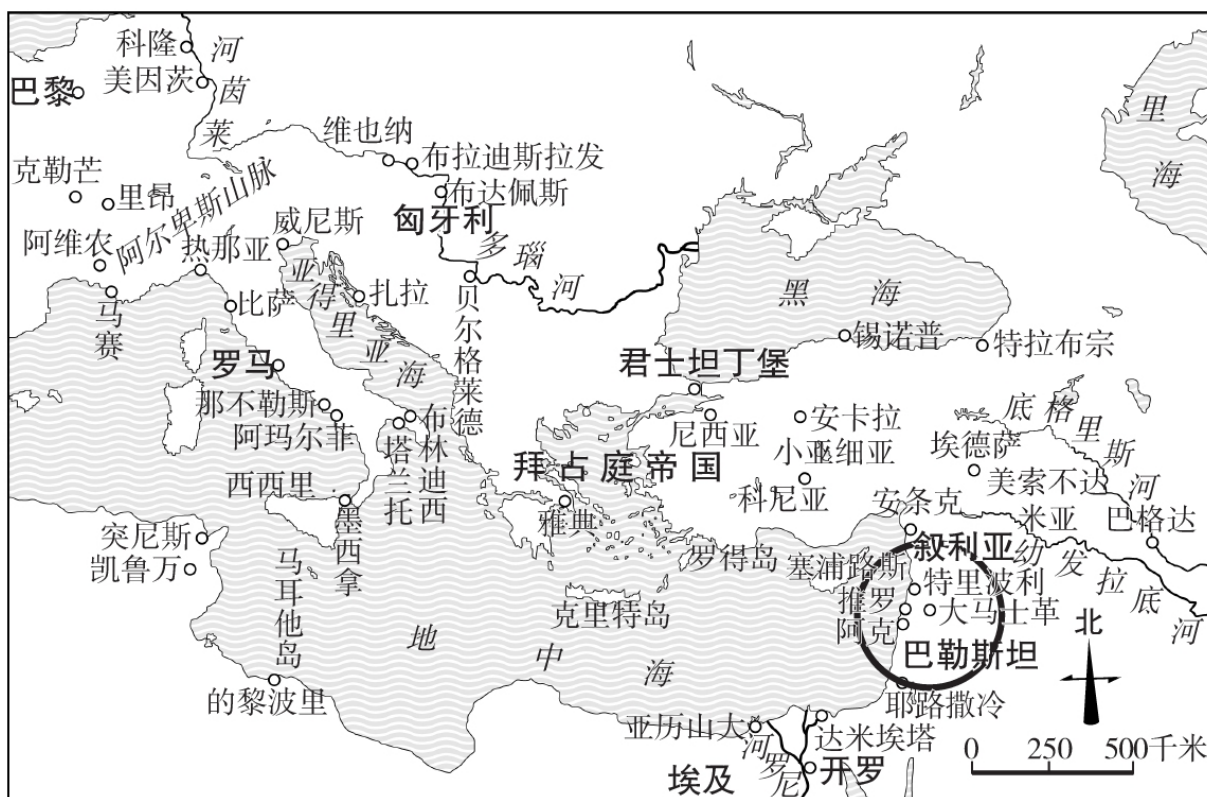 科隆
美因茨
巴黎
莱茵河
维也纳
布拉迪斯拉发
布达佩斯
匈牙利
克勒芒
里昂
阿尔卑斯山脉
威尼斯
阿维农
热那亚
马赛
比萨
扎拉
亚得里亚海
多瑙河
贝尔格莱德
里海
黑海
锡诺普
特拉布宗
罗马
君士坦丁堡
那不勒斯
阿玛尔菲
布林迪西
塔兰托
尼西亚
安卡拉
小亚细亚
科尼亚
拜占庭帝国
雅典
底格里斯河
埃德萨
美索不达
米亚
巴格达
幼发拉底河
西西里
墨西拿
突尼斯
凯鲁万
马耳他岛
安条克
叙利亚
罗得岛
塞浦路斯
特里波利
推罗
大马士革
阿克
克里特岛
地中海
巴勒斯坦
耶路撒冷
的黎波里
亚历山大
达米埃塔
尼罗河
开罗
埃及
北
0 250 500千米